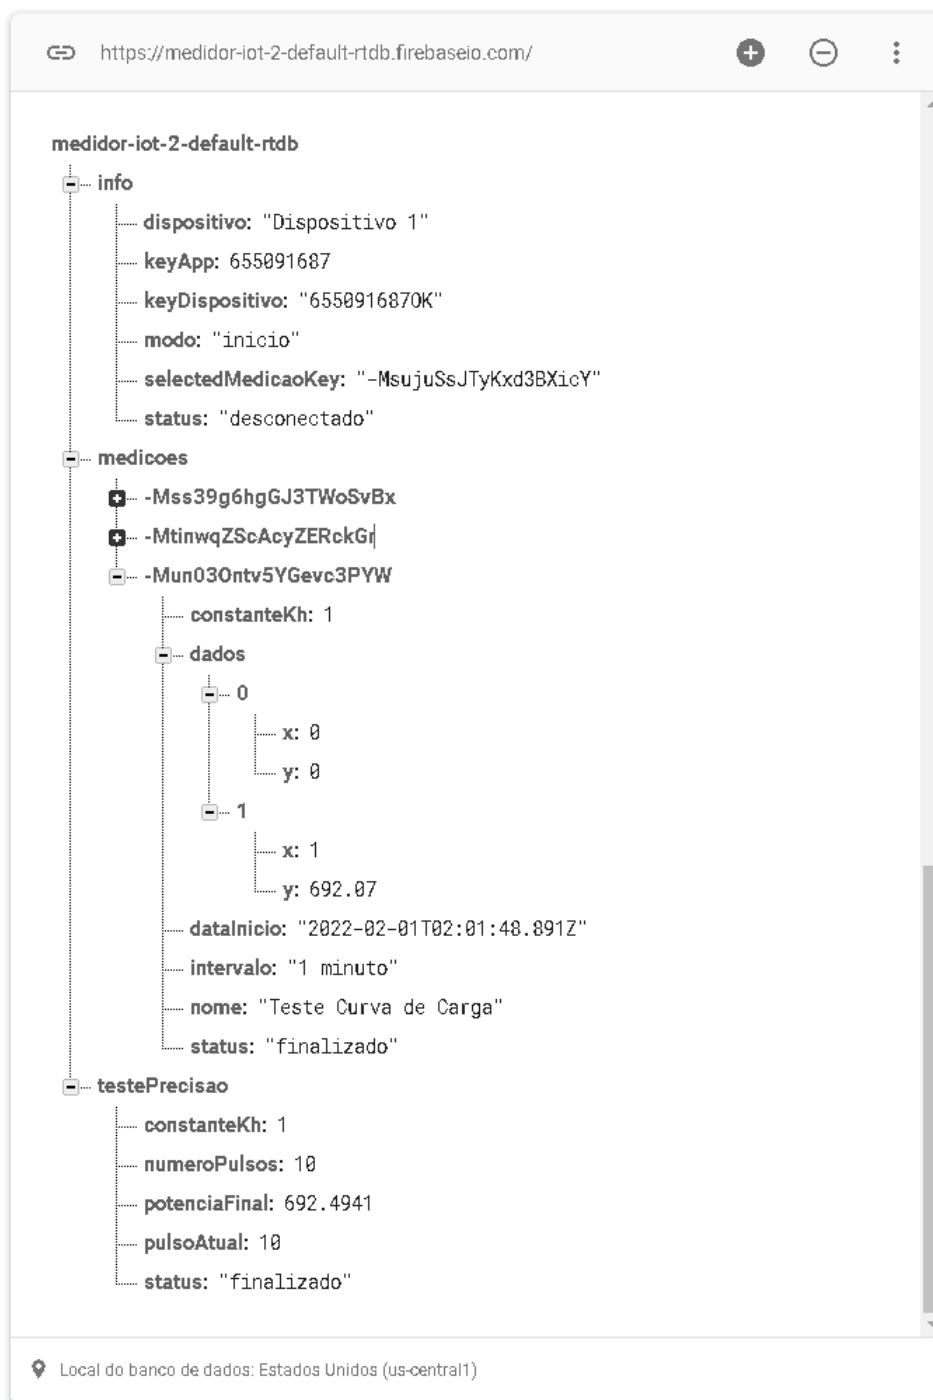 https://medidor-iot-2-default-rtdb.firebaseio.com/
medidor-iot-2-default-rtdb
info
dispositivo: "Dispositivo 1"
keyApp: 655091687
keyDispositivo: "655091687OK"
modo: "inicio"
selectedMedicaoKey: "-MsujuSsJTyKxd3BXicY"
status: "desconectado"
medicoes
-Mss39g6hgGJ3TWoSvBx
-MtinwqZScAcyZERckGr
-Mun03Ontv5YGevc3PYW
constanteKh: 1
dados
0
x: 0
y: 0
1
x: 1
y: 692.07
dataInicio: "2022-02-01T02:01:48.891Z"
intervalo: "1 minuto"
nome: "Teste Curva de Carga"
status: "finalizado"
testePrecisao
constanteKh: 1
numeroPulsos: 10
potenciaFinal: 692.4941
pulsoAtual: 10
status: "finalizado"
Local do banco de dados: Estados Unidos (us-central1)